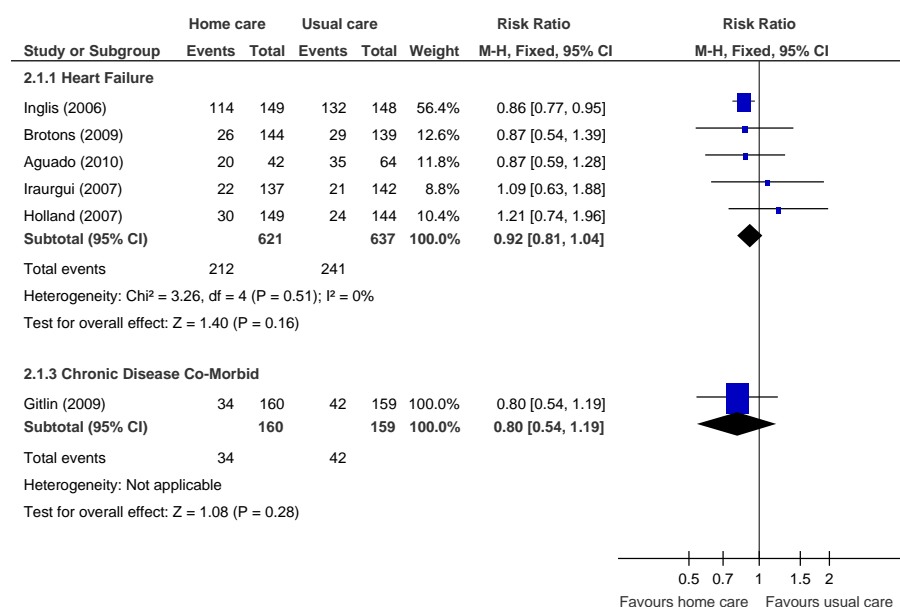 Home care Usual care Risk Ratio Risk Ratio
Study or Subgroup Events Total Events Total Weight M-H, Fixed, 95% CI M-H, Fixed, 95% CI
2.1.1 Heart Failure
Inglis (2006) 114 149 132 148 56.4% 0.86 [0.77, 0.95]
Brotons (2009) 26 144 29 139 12.6% 0.87 [0.54, 1.39]
Aguado (2010) 20 42 35 64 11.8% 0.87 [0.59, 1.28]
Iraurgui (2007) 22 137 21 142 8.8% 1.09 [0.63, 1.88]
Holland (2007) 30 149 24 144 10.4% 1.21 [0.74, 1.96]
Subtotal (95% CI) 621 637 100.0% 0.92 [0.81, 1.04]
Total events 212 241
Heterogeneity: Chi² = 3.26, df = 4 (P = 0.51); I² = 0%
Test for overall effect: Z = 1.40 (P = 0.16)
2.1.3 Chronic Disease Co-Morbid
Gitlin (2009) 34 160 42 159 100.0% 0.80 [0.54, 1.19]
Subtotal (95% CI) 160 159 100.0% 0.80 [0.54, 1.19]
Total events 34 42
Heterogeneity: Not applicable
Test for overall effect: Z = 1.08 (P = 0.28)
0.5 0.7 1 1.5 2
Favours home care Favours usual care